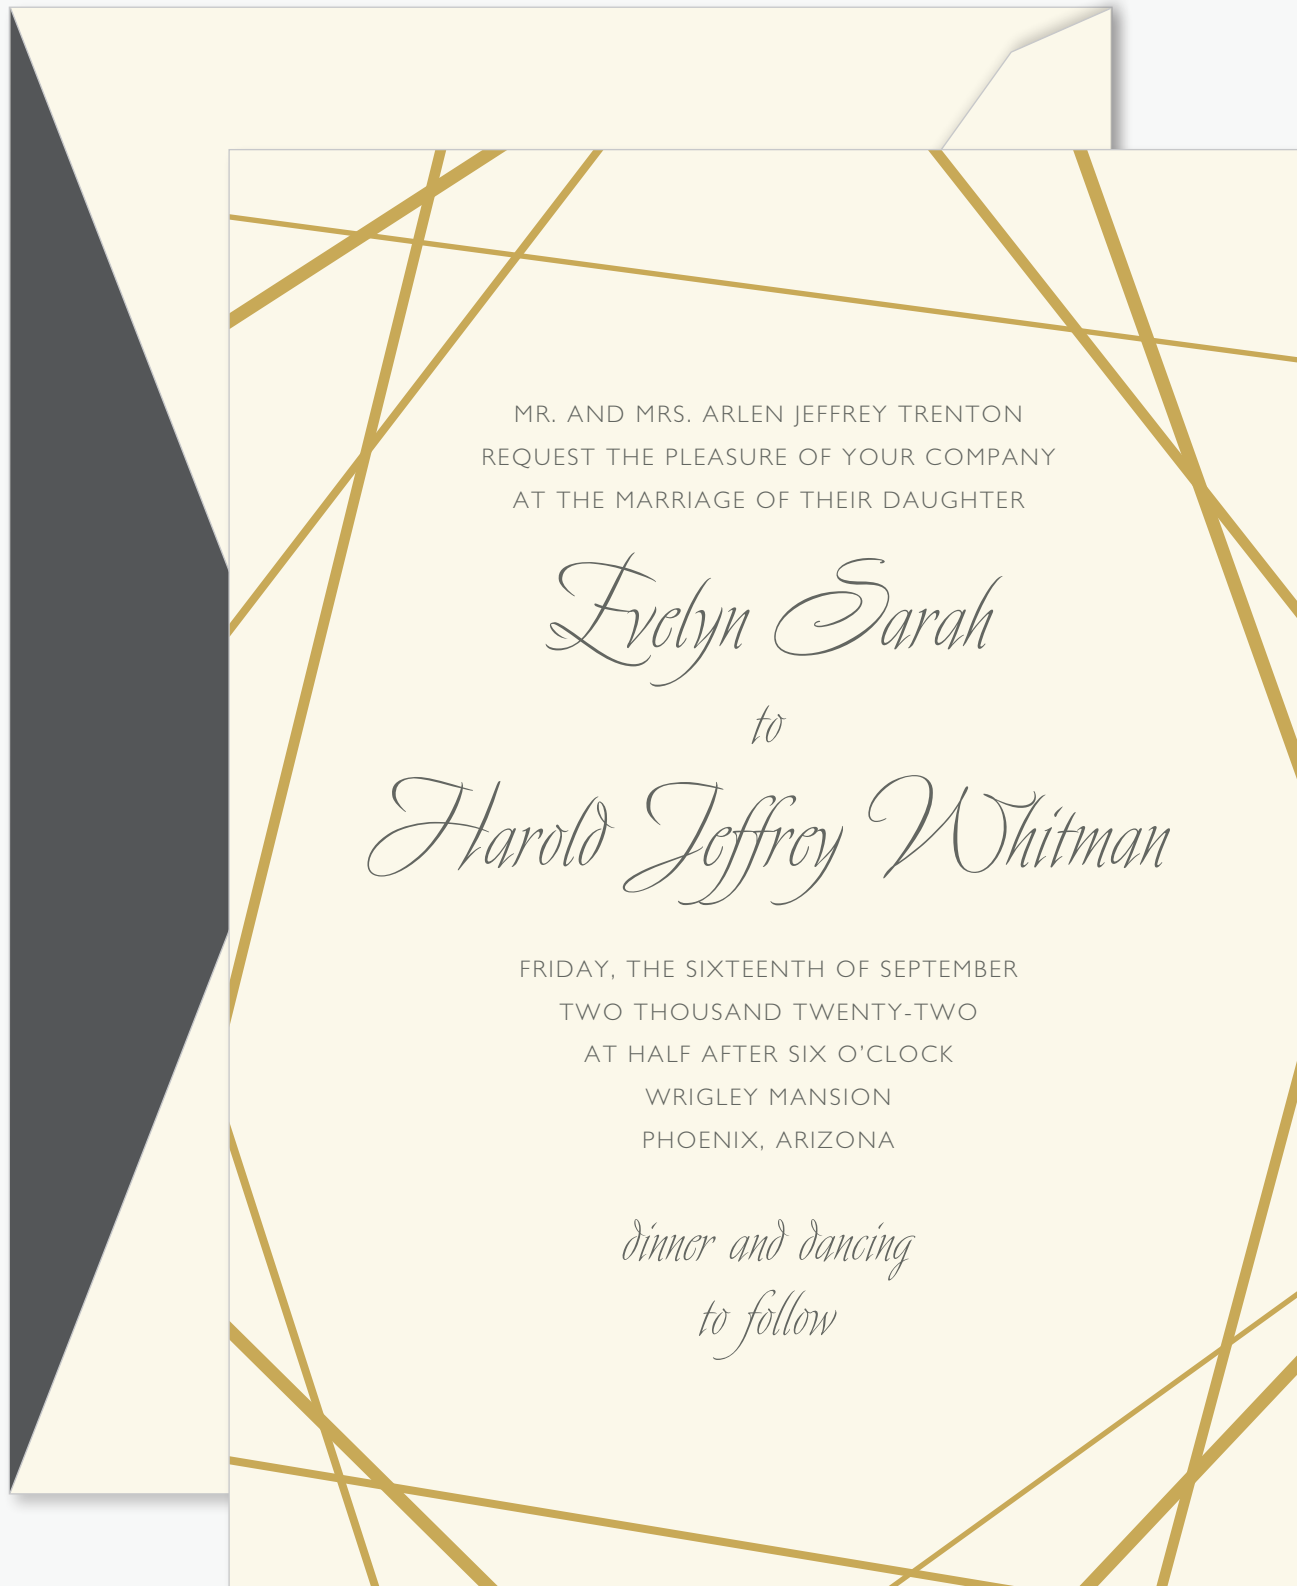 MR. AND MRS. ARLEN JEFFREY TRENTON
REQUEST THE PLEASURE OF YOUR COMPANY
AT THE MARRIAGE OF THEIR DAUGHTER
Evelyn Sarah
to
Harold Jeffrey Whitman
FRIDAY, THE SIXTEENTH OF SEPTEMBER
TWO THOUSAND TWENTY-TWO
AT HALF AFTER SIX O'CLOCK
WRIGLEY MANSION
PHOENIX, ARIZONA
dinner and dancing
to follow